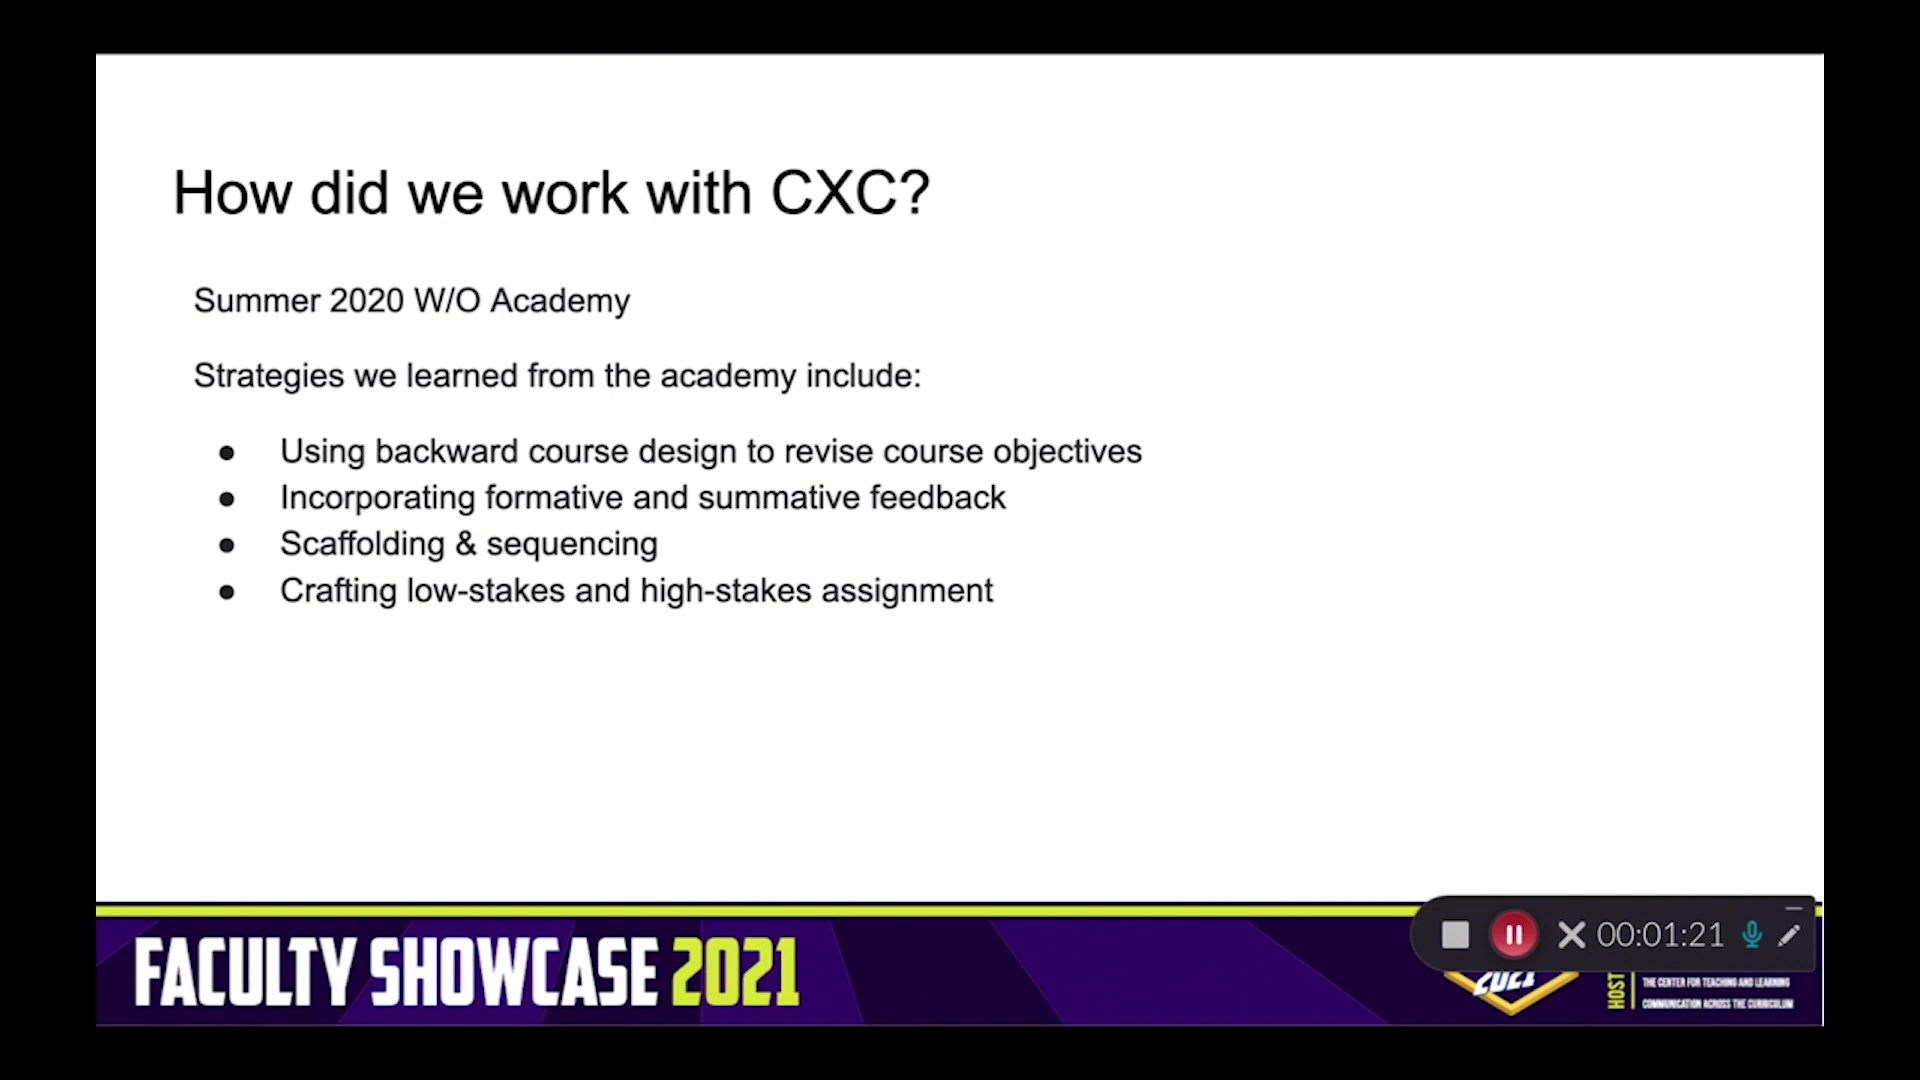 How did we work with CXC?
Summer 2020 W/O Academy
Strategies we learned from the academy include:
● Using backward course design to revise course objectives
● Incorporating formative and summative feedback
● Scaffolding & sequencing
● Crafting low-stakes and high-stakes assignment
00:01:21
FACULTY SHOWCASE 2021
2021
HOST
THE CENTER FOR TEACHING AND LEARNING
COMMUNICATION ACROSS THE CURRICULUM